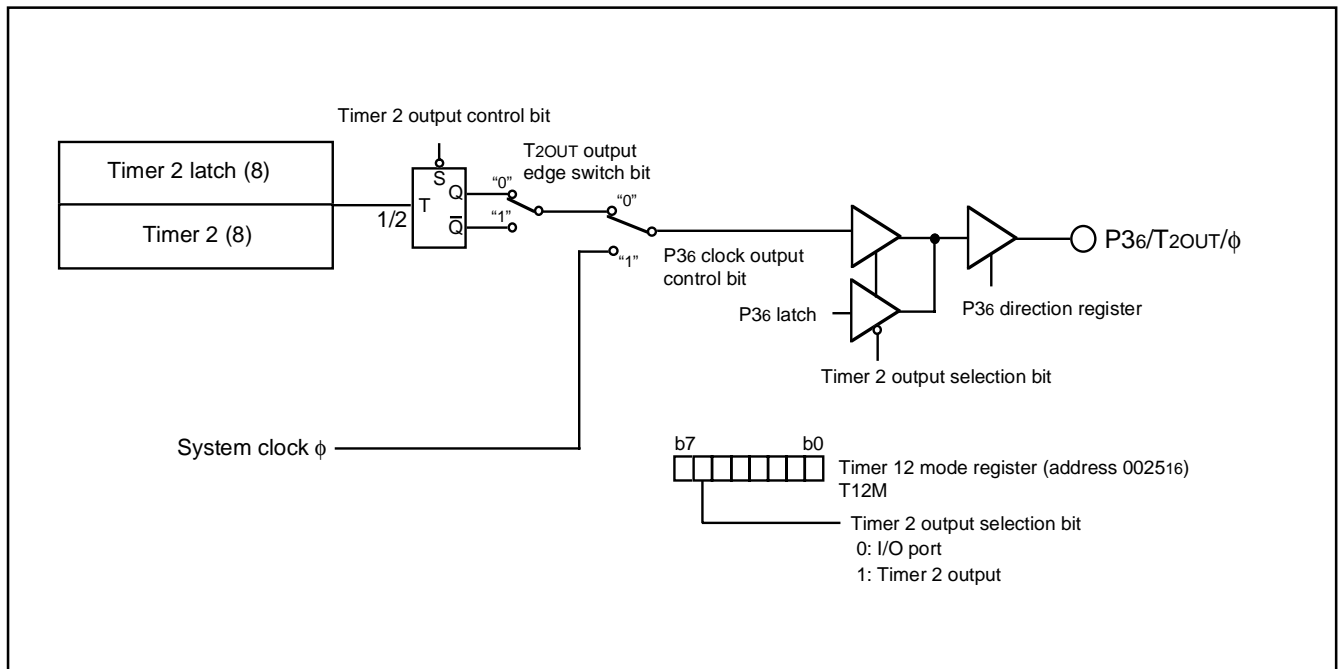 Timer 2 output control bit
Timer 2 latch (8)
Timer 2 (8)
1/2
T
S
Q
Q̅
T2OUT output
edge switch bit
"0"
"1"
"0"
"1"
P36 clock output
control bit
P36 latch
P36/T2OUT/ϕ
P36 direction register
Timer 2 output selection bit
System clock ϕ
b7
b0
Timer 12 mode register (address 002516)
T12M
Timer 2 output selection bit
0: I/O port
1: Timer 2 output